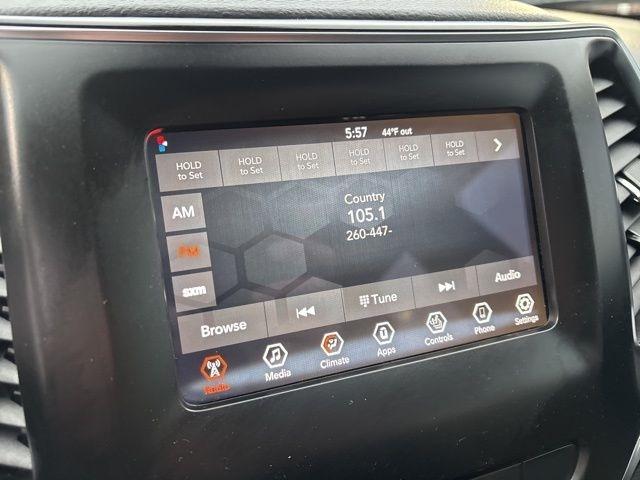 5:57 44°F out
HOLD to Set HOLD to Set HOLD to Set HOLD to Set HOLD to Set HOLD to Set
Country
AM
105.1
260-447-
FM
sxm
Browse Tune Audio
Radio Media Climate Apps Controls Phone Settings